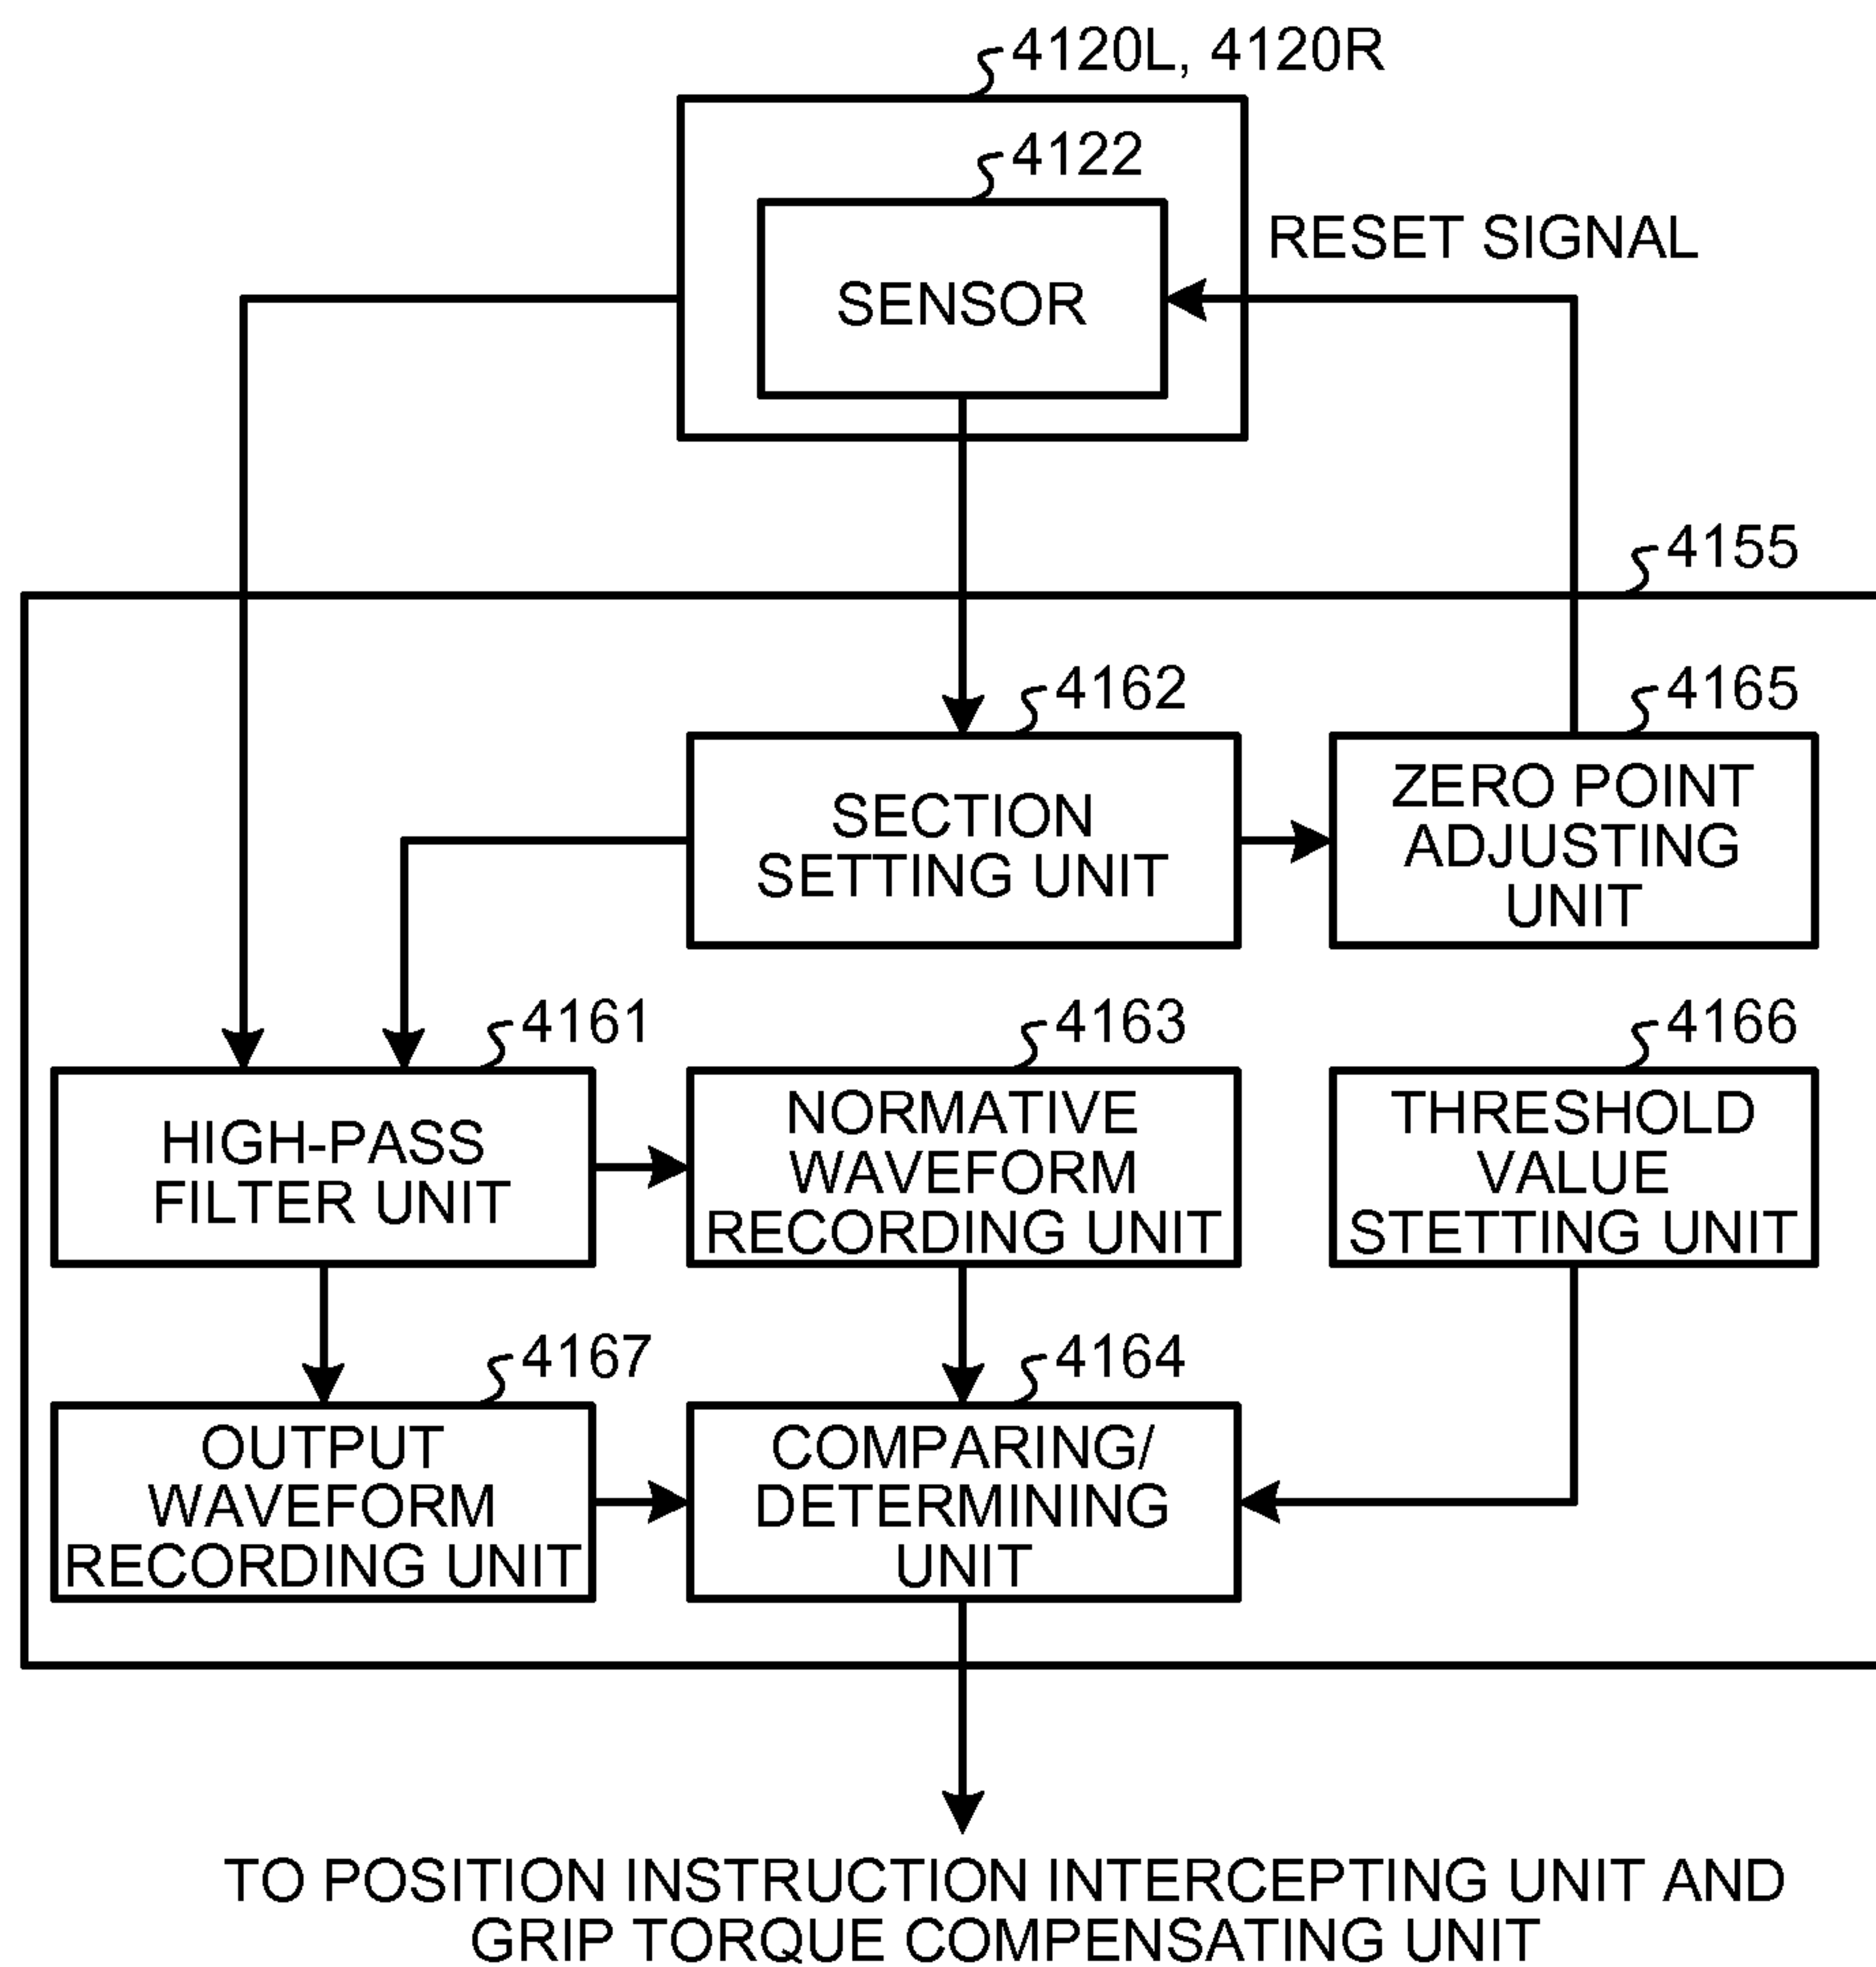 4120L, 4120R
4122
RESET SIGNAL
SENSOR
4155
4162
4165
SECTION
SETTING UNIT
ZERO POINT
ADJUSTING
UNIT
4161
4163
4166
HIGH-PASS
FILTER UNIT
NORMATIVE
WAVEFORM
RECORDING UNIT
THRESHOLD
VALUE
STETTING UNIT
4167
4164
OUTPUT
WAVEFORM
RECORDING UNIT
COMPARING/
DETERMINING
UNIT
TO POSITION INSTRUCTION INTERCEPTING UNIT AND
GRIP TORQUE COMPENSATING UNIT